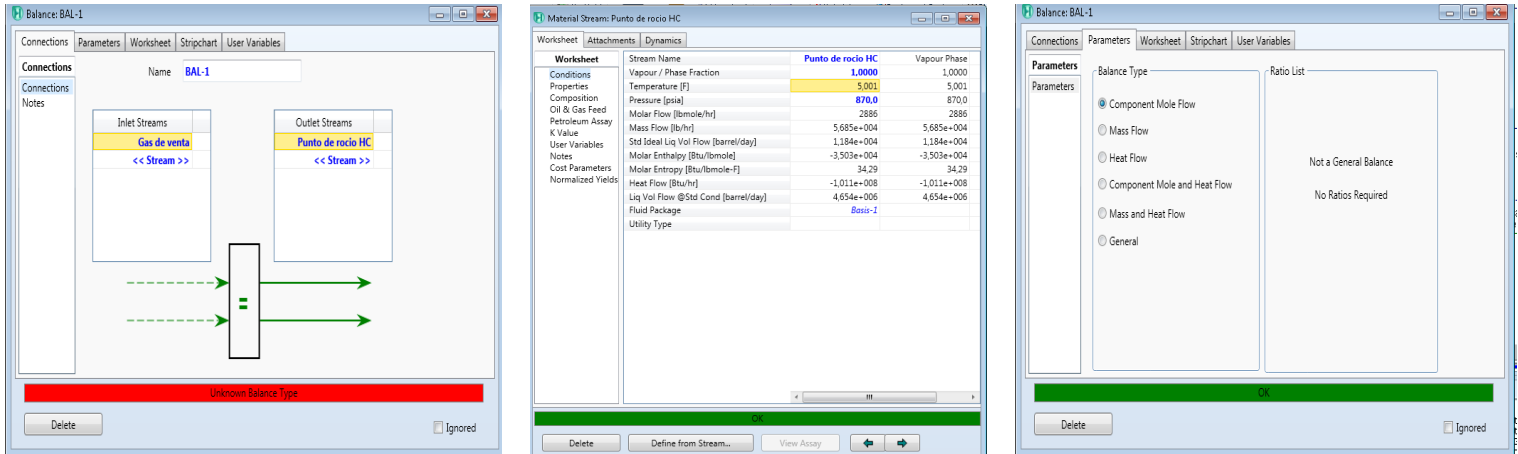 Balance: BAL-1
Connections Parameters Worksheet Stripchart User Variables
Connections
Connections
Notes
Name BAL-1
Inlet Streams
Gas de venta
<< Stream >>
Outlet Streams
Punto de rocio HC
<< Stream >>
=
Unknown Balance Type
Delete
Ignored
Material Stream: Punto de rocio HC
Worksheet Attachments Dynamics
Worksheet
Conditions
Properties
Composition
Oil & Gas Feed
Petroleum Assay
K Value
User Variables
Notes
Cost Parameters
Normalized Yields
Stream Name Punto de rocio HC Vapour Phase
Vapour / Phase Fraction 1,0000 1,0000
Temperature [F] 5,001 5,001
Pressure [psia] 870,0 870,0
Molar Flow [lbmole/hr] 2886 2886
Mass Flow [lb/hr] 5,685e+004 5,685e+004
Std Ideal Liq Vol Flow [barrel/day] 1,184e+004 1,184e+004
Molar Enthalpy [Btu/lbmole] -3,503e+004 -3,503e+004
Molar Entropy [Btu/lbmole-F] 34,29 34,29
Heat Flow [Btu/hr] -1,011e+008 -1,011e+008
Liq Vol Flow @Std Cond [barrel/day] 4,654e+006 4,654e+006
Fluid Package Basis-1
Utility Type
OK
Delete Define from Stream... View Assay
Balance: BAL-1
Connections Parameters Worksheet Stripchart User Variables
Parameters
Parameters
Balance Type
Component Mole Flow
Mass Flow
Heat Flow
Component Mole and Heat Flow
Mass and Heat Flow
General
Ratio List
Not a General Balance
No Ratios Required
OK
Delete
Ignored